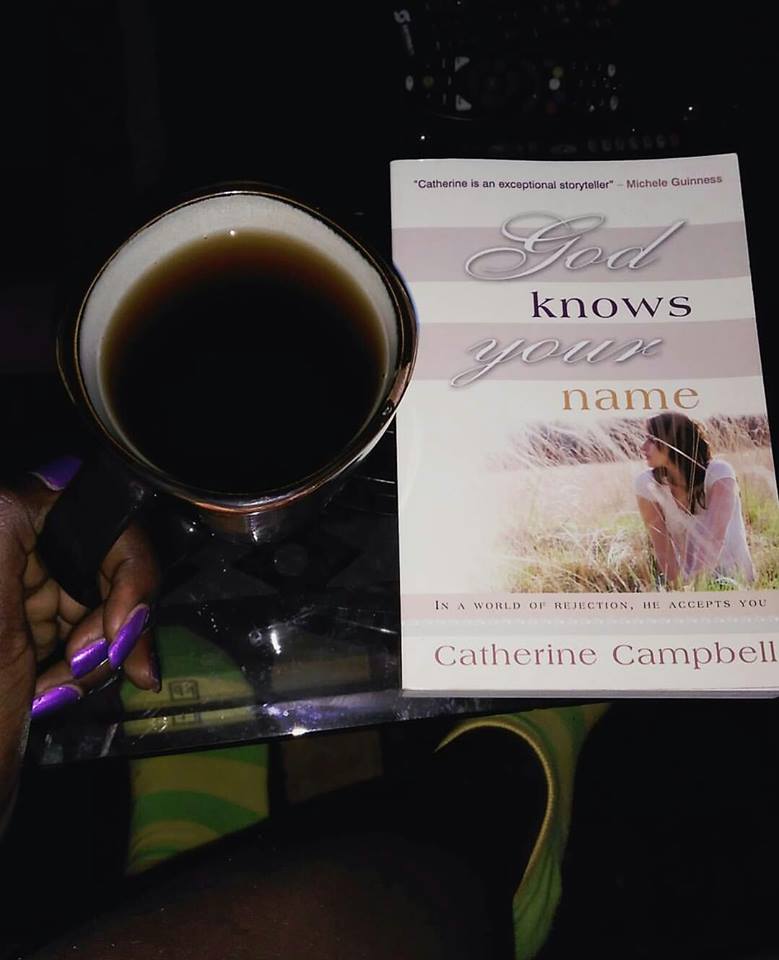 "Catherine is an exceptional storyteller" – Michele Guinness
God
knows
your
name
IN A WORLD OF REJECTION, HE ACCEPTS YOU
Catherine Campbell